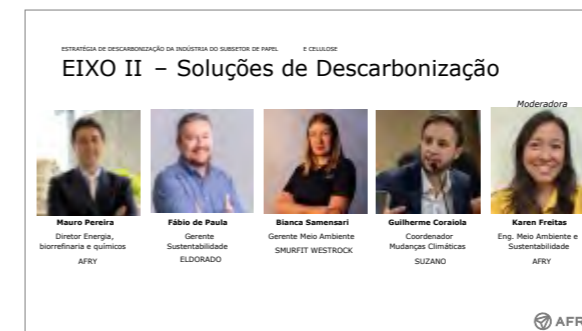 ESTRATÉGIA DE DESCARBONIZAÇÃO DA INDÚSTRIA DO SUBSETOR DE PAPEL E CELULOSE
EIXO II – Soluções de Descarbonização
Moderadora
Mauro Pereira
Diretor Energia,
biorrefinaria e químicos
AFRY
Fábio de Paula
Gerente
Sustentabilidade
ELDORADO
Bianca Samensari
Gerente Meio Ambiente
SMURFIT WESTROCK
Guilherme Coraiola
Coordenador
Mudanças Climáticas
SUZANO
Karen Freitas
Eng. Meio Ambiente e
Sustentabilidade
AFRY
AFR